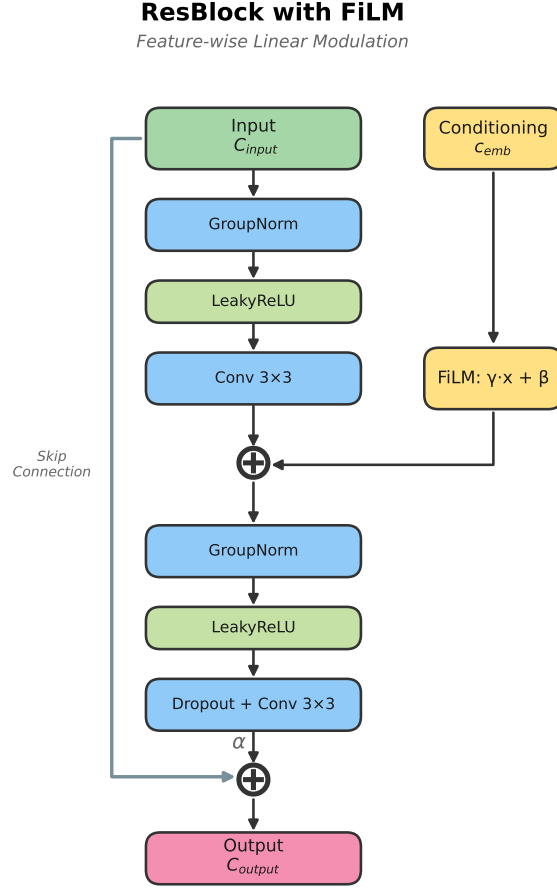 ResBlock with FiLM
Feature-wise Linear Modulation
Input
C_input
Conditioning
c_emb
GroupNorm
LeakyReLU
Conv 3×3
FiLM: γ·x + β
Skip
Connection
GroupNorm
LeakyReLU
Dropout + Conv 3×3
α
Output
C_output